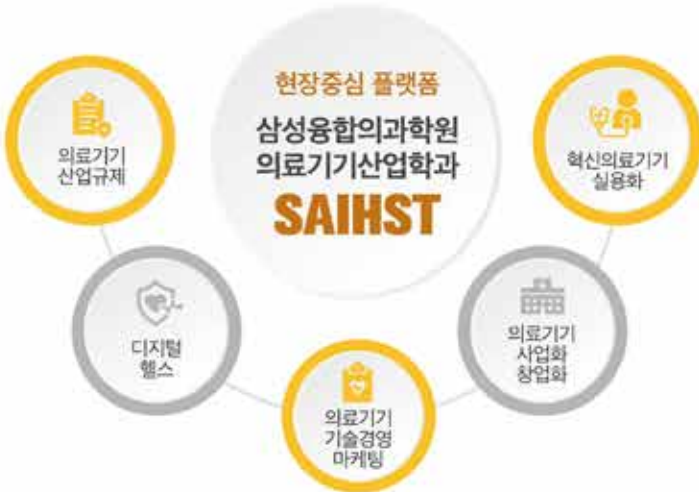 현장중심 플랫폼
삼성융합의과학원
의료기기산업학과
SAIHST
의료기기
산업규제
디지털
헬스
의료기기
기술경영
마케팅
의료기기
사업화
창업화
혁신의료기기
실용화